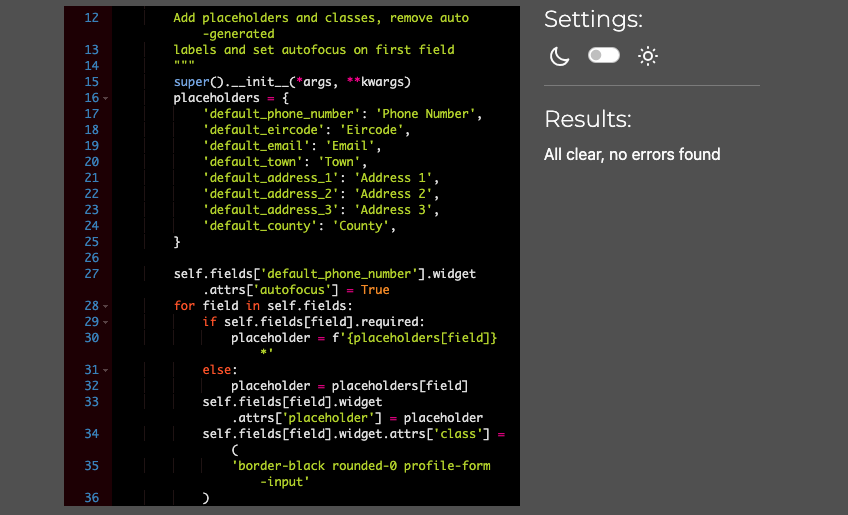 12 Add placeholders and classes, remove auto
-generated
13 labels and set autofocus on first field
14 """
15 super().__init__(*args, **kwargs)
16 placeholders = {
17 'default_phone_number': 'Phone Number',
18 'default_eircode': 'Eircode',
19 'default_email': 'Email',
20 'default_town': 'Town',
21 'default_address_1': 'Address 1',
22 'default_address_2': 'Address 2',
23 'default_address_3': 'Address 3',
24 'default_county': 'County',
25 }
26
27 self.fields['default_phone_number'].widget
.attrs['autofocus'] = True
28 for field in self.fields:
29 if self.fields[field].required:
30 placeholder = f'{placeholders[field]}
*'
31 else:
32 placeholder = placeholders[field]
33 self.fields[field].widget
.attrs['placeholder'] = placeholder
34 self.fields[field].widget.attrs['class'] =
(
35 'border-black rounded-0 profile-form
-input'
36 )
Settings:
Results:
All clear, no errors found